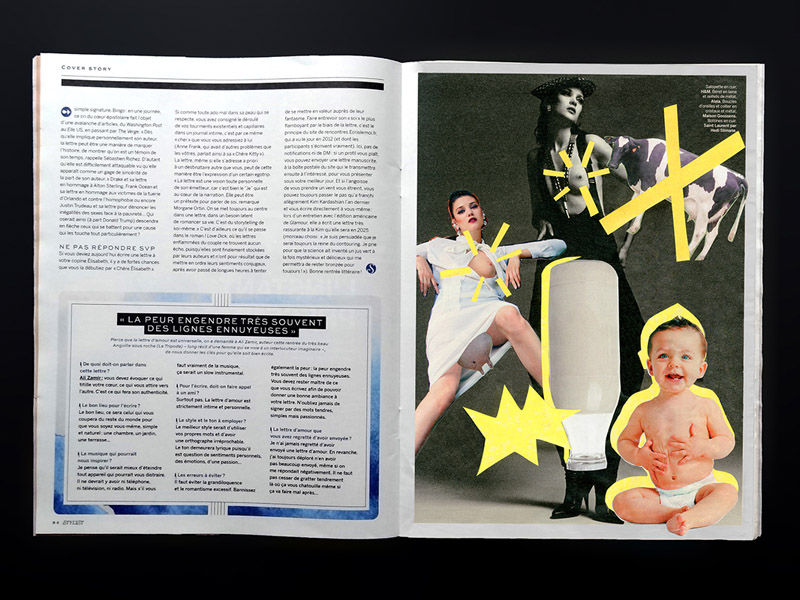 COVER STORY
simple signature. Bingo: en une journée,
ce cri du cœur épistolaire fait l'objet
d'une avalanche d'articles, du Washington Post
au Elle US, en passant par The Verge. « Dès
qu'elle implique personnellement son auteur,
la lettre peut être une manière de marquer
l'histoire, de montrer qu'on est un témoin de
son temps, rappelle Sébastien Richez. D'autant
qu'elle est difficilement attaquable vu qu'elle
apparaît comme un gage de sincérité de
la part de son auteur. » Drake et sa lettre
en hommage à Alton Sterling, Frank Ocean et
sa lettre en hommage aux victimes de la tuerie
d'Orlando et contre l'homophobie ou encore
Justin Trudeau et sa lettre pour dénoncer les
inégalités des sexes face à la pauvreté... Qui
oserait ainsi (à part Donald Trump) descendre
en flèche ceux qui se battent pour une cause
qui les touche tout particulièrement ?
NE PAS RÉPONDRE SVP
Si vous deviez aujourd'hui écrire une lettre à
votre copine Élisabeth, il y a de fortes chances
que vous la débutiez par « Chère Élisabeth ».
Si comme toute ado mal dans sa peau qui se
respecte, vous avez consigné le déroulé
de vos tourments existentiels et capillaires
dans un journal intime, c'est par ce même
« cher » que vous vous adressiez à lui
(Anne Frank, qui avait d'autres problèmes que
les vôtres, parlait ainsi à sa « Chère Kitty »).
La lettre, même si elle s'adresse a priori
à un destinataire autre que vous, peut de cette
manière être l'expression d'un certain egotrip.
« La lettre est une vision toute personnelle
de son émetteur, car c'est bien le "Je" qui est
au cœur de la narration. Elle peut être
un prétexte pour parler de soi, remarque
Morgane Ortin. On se met toujours au centre
dans une lettre, dans un besoin latent
de romancer sa vie. C'est du storytelling de
soi-même. » C'est d'ailleurs ce qu'il se passe
dans le roman I Love Dick, où les lettres
enflammées du couple ne trouvent aucun
écho, puisqu'elles sont finalement stockées
par leurs auteurs et n'ont pour résultat que de
mettre en ordre leurs sentiments conjugaux,
après avoir passé de longues heures à tenter
de se mettre en valeur auprès de leur
fantasme. Faire entrevoir son « soi » le plus
flamboyant par le biais de la lettre, c'est le
principe du site de rencontres
qui a vu le jour en 2012 (et dont les
participants s'écrivent vraiment). Ici, pas de
notifications ni de DM : si un profil vous plaît,
vous pouvez envoyer une lettre manuscrite,
à la boîte postale du site qui le transmettra
ensuite à l'intéressé, pour vous présenter
sous votre meilleur jour. Et si l'angoisse
de vous prendre un vent vous étreint, vous
pouvez toujours passer le pas qu'a franchi
allègrement Kim Kardashian l'an dernier
et vous écrire directement à vous-même :
lors d'un entretien avec l'édition américaine
de Glamour, elle a écrit une lettre très
rassurante à la Kim qu'elle sera en 2025
(morceau choisi : « Je suis persuadée que je
serai toujours la reine du contouring. Je prie
pour que la science ait inventé un jus vert à
la fois mystérieux et délicieux qui me
permettra de rester bronzée pour
toujours ! »). Bonne rentrée littéraire !
« LA PEUR ENGENDRE TRÈS SOUVENT
DES LIGNES ENNUYEUSES »
Parce que la lettre d'amour est universelle, on a demandé à Ali Zamir, auteur cette rentrée du très beau
Anguille sous roche (Le Tripode) – long récit d'une femme qui se noie à un interlocuteur imaginaire –,
de nous donner les clés pour qu'elle soit bien écrite.
De quoi doit-on parler dans
cette lettre ?
Ali Zamir : vous devez évoquer ce qui
titille votre cœur, ce qui vous attire vers
l'autre. C'est ce qui fera son authenticité.
Le bon lieu pour l'écrire ?
Le bon lieu, ce sera celui qui vous
coupera du reste du monde pour
que vous soyez vous-même, simple
et naturel : une chambre, un jardin,
une terrasse...
La musique qui pourrait
nous inspirer ?
Je pense qu'il serait mieux d'éteindre
tout appareil qui pourrait vous distraire.
Il ne devrait y avoir ni téléphone,
ni télévision, ni radio. Mais s'il vous
faut vraiment de la musique,
ça serait un slow instrumental.
Pour l'écrire, doit-on faire appel
à un ami ?
Surtout pas. La lettre d'amour est
strictement intime et personnelle.
Le style et le ton à employer ?
Le meilleur style serait d'utiliser
vos propres mots et d'avoir
une orthographe irréprochable.
Le ton demeurera lyrique puisqu'il
est question de sentiments personnels,
des émotions, d'une passion...
Les erreurs à éviter ?
Il faut éviter la grandiloquence
et le romantisme excessif. Bannissez
également la peur : la peur engendre
très souvent des lignes ennuyeuses.
Vous devez rester maître de ce
que vous écrivez afin de pouvoir
donner une bonne ambiance à
votre lettre. N'oubliez jamais de
signer par des mots tendres,
simples mais passionnés.
La lettre d'amour que
vous avez regretté d'avoir envoyée ?
Je n'ai jamais regretté d'avoir
envoyé une lettre d'amour. En revanche,
j'ai toujours déploré n'en avoir
pas beaucoup envoyé, même si on
me répondait négativement. Il ne faut
pas cesser de gratter tendrement
là où ça vous chatouille même si
ça va faire mal après...
84 STYLIST
Salopette en cuir,
H&M. Béret en laine
et œillets de métal,
Alaïa. Boucles
d'oreilles et collier en
cristaux et métal,
Maison Goossens.
Bottines en cuir,
Saint Laurent par
Hedi Slimane.